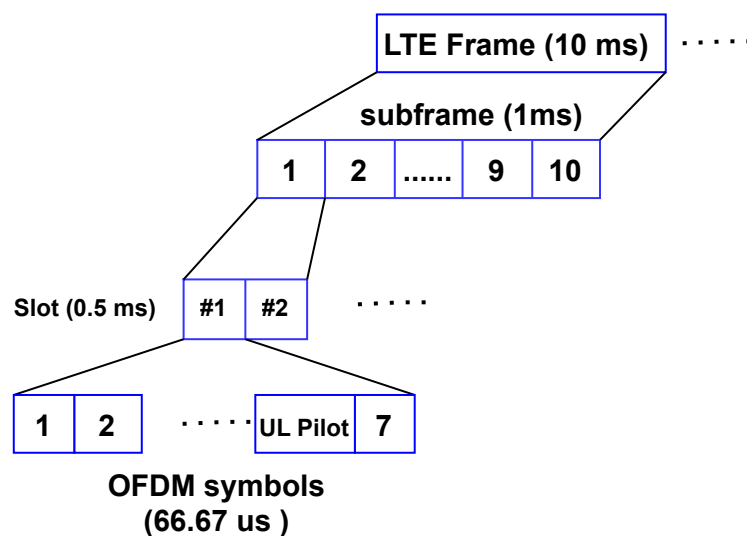 LTE Frame (10 ms) .....
subframe (1ms)
1 2 ...... 9 10
Slot (0.5 ms) #1 #2 .....
1 2 ..... UL Pilot 7
OFDM symbols
(66.67 us )